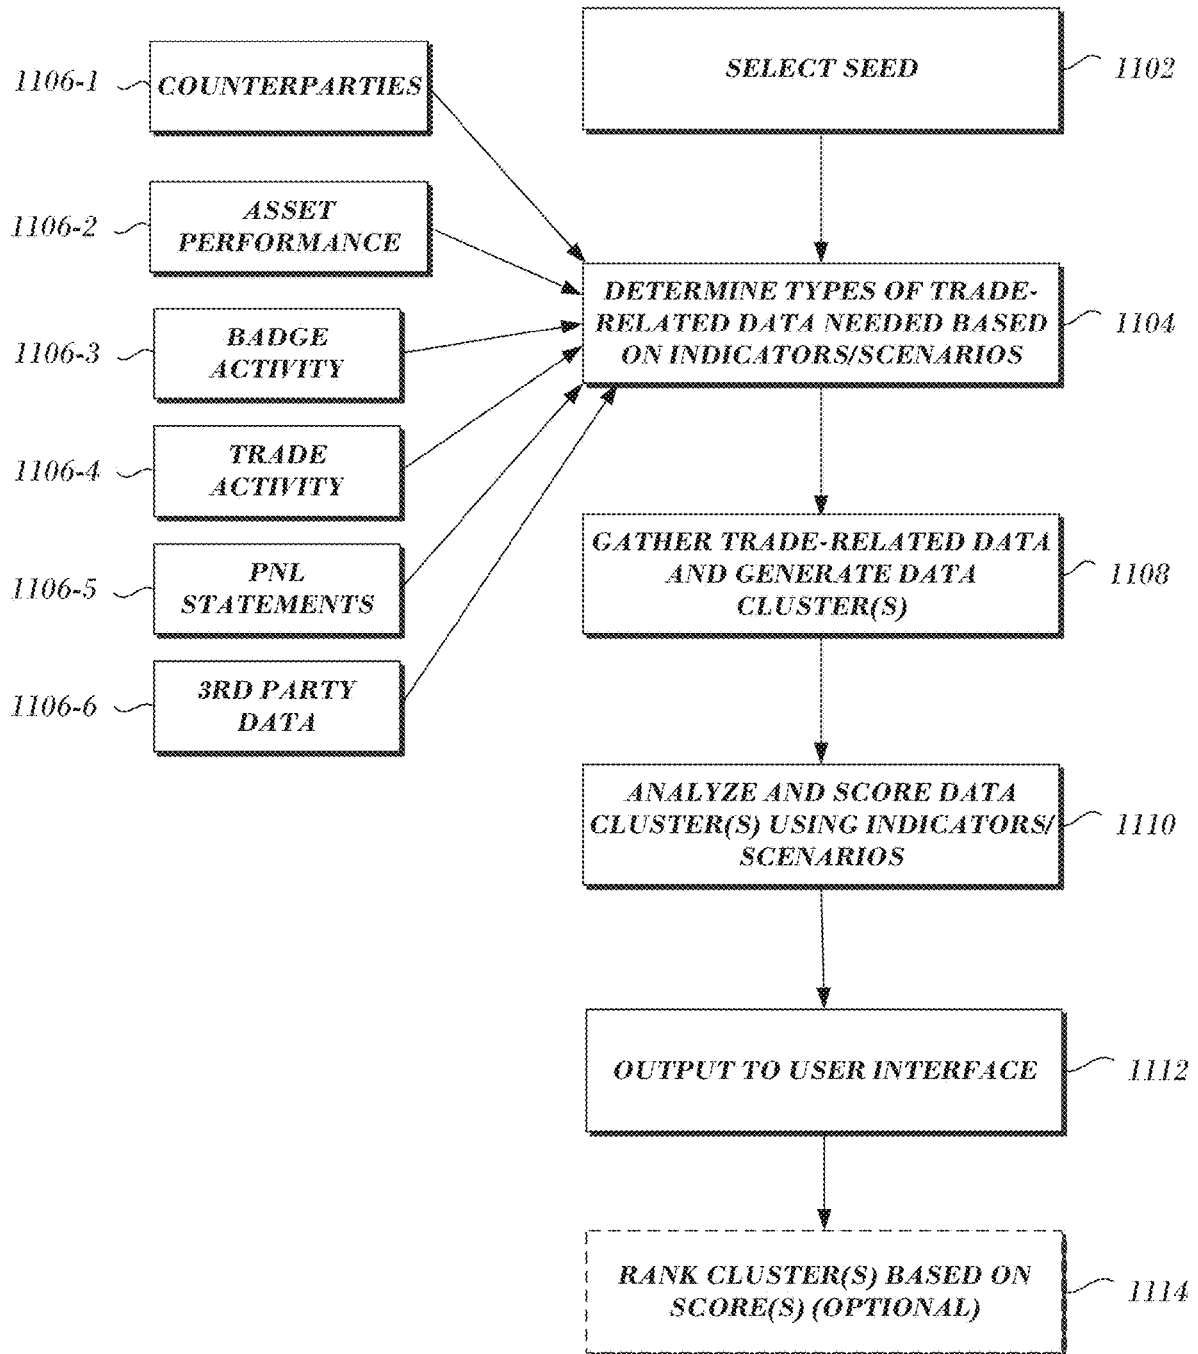 1106-1
COUNTERPARTIES
SELECT SEED
1102
1106-2
ASSET
PERFORMANCE
1106-3
BADGE
ACTIVITY
DETERMINE TYPES OF TRADE-
RELATED DATA NEEDED BASED
ON INDICATORS/SCENARIOS
1104
1106-4
TRADE
ACTIVITY
1106-5
PNL
STATEMENTS
GATHER TRADE-RELATED DATA
AND GENERATE DATA
CLUSTER(S)
1108
1106-6
3RD PARTY
DATA
ANALYZE AND SCORE DATA
CLUSTER(S) USING INDICATORS/
SCENARIOS
1110
OUTPUT TO USER INTERFACE
1112
RANK CLUSTER(S) BASED ON
SCORE(S) (OPTIONAL)
1114